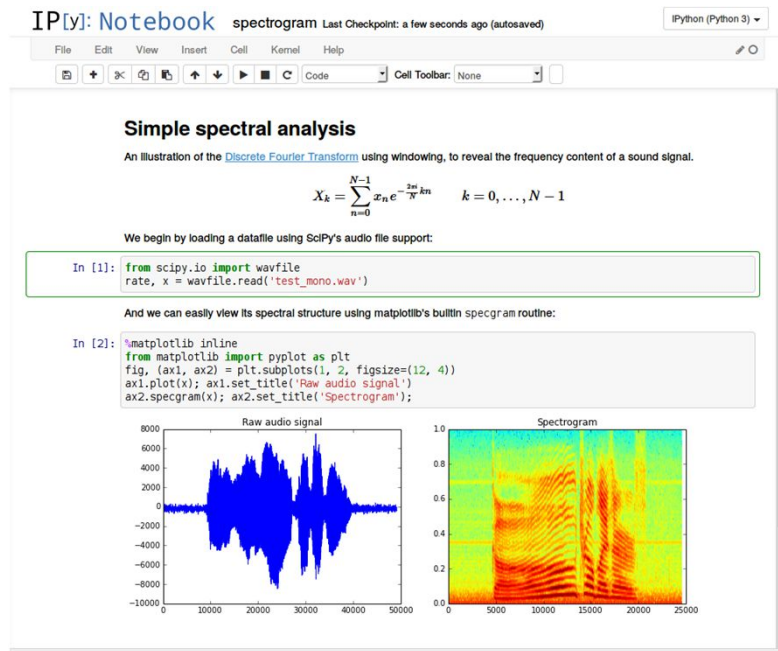 IP[y]: Notebook spectrogram Last Checkpoint: a few seconds ago (autosaved)
IPython (Python 3)
File Edit View Insert Cell Kernel Help
Code Cell Toolbar: None
Simple spectral analysis
An illustration of the Discrete Fourier Transform using windowing, to reveal the frequency content of a sound signal.
X_k = \sum_{n=0}^{N-1} x_n e^{-\frac{2\pi i}{N} kn} k = 0, . . . , N − 1
We begin by loading a datafile using SciPy's audio file support:
In [1]: from scipy.io import wavfile
rate, x = wavfile.read('test_mono.wav')
And we can easily view its spectral structure using matplotlib's builtin specgram routine:
In [2]: %matplotlib inline
from matplotlib import pyplot as plt
fig, (ax1, ax2) = plt.subplots(1, 2, figsize=(12, 4))
ax1.plot(x); ax1.set_title('Raw audio signal')
ax2.specgram(x); ax2.set_title('Spectrogram');
Raw audio signal
8000
6000
4000
2000
0
−2000
−4000
−6000
−8000
−10000
0 10000 20000 30000 40000 50000
Spectrogram
1.0
0.8
0.6
0.4
0.2
0.0
0 5000 10000 15000 20000 25000